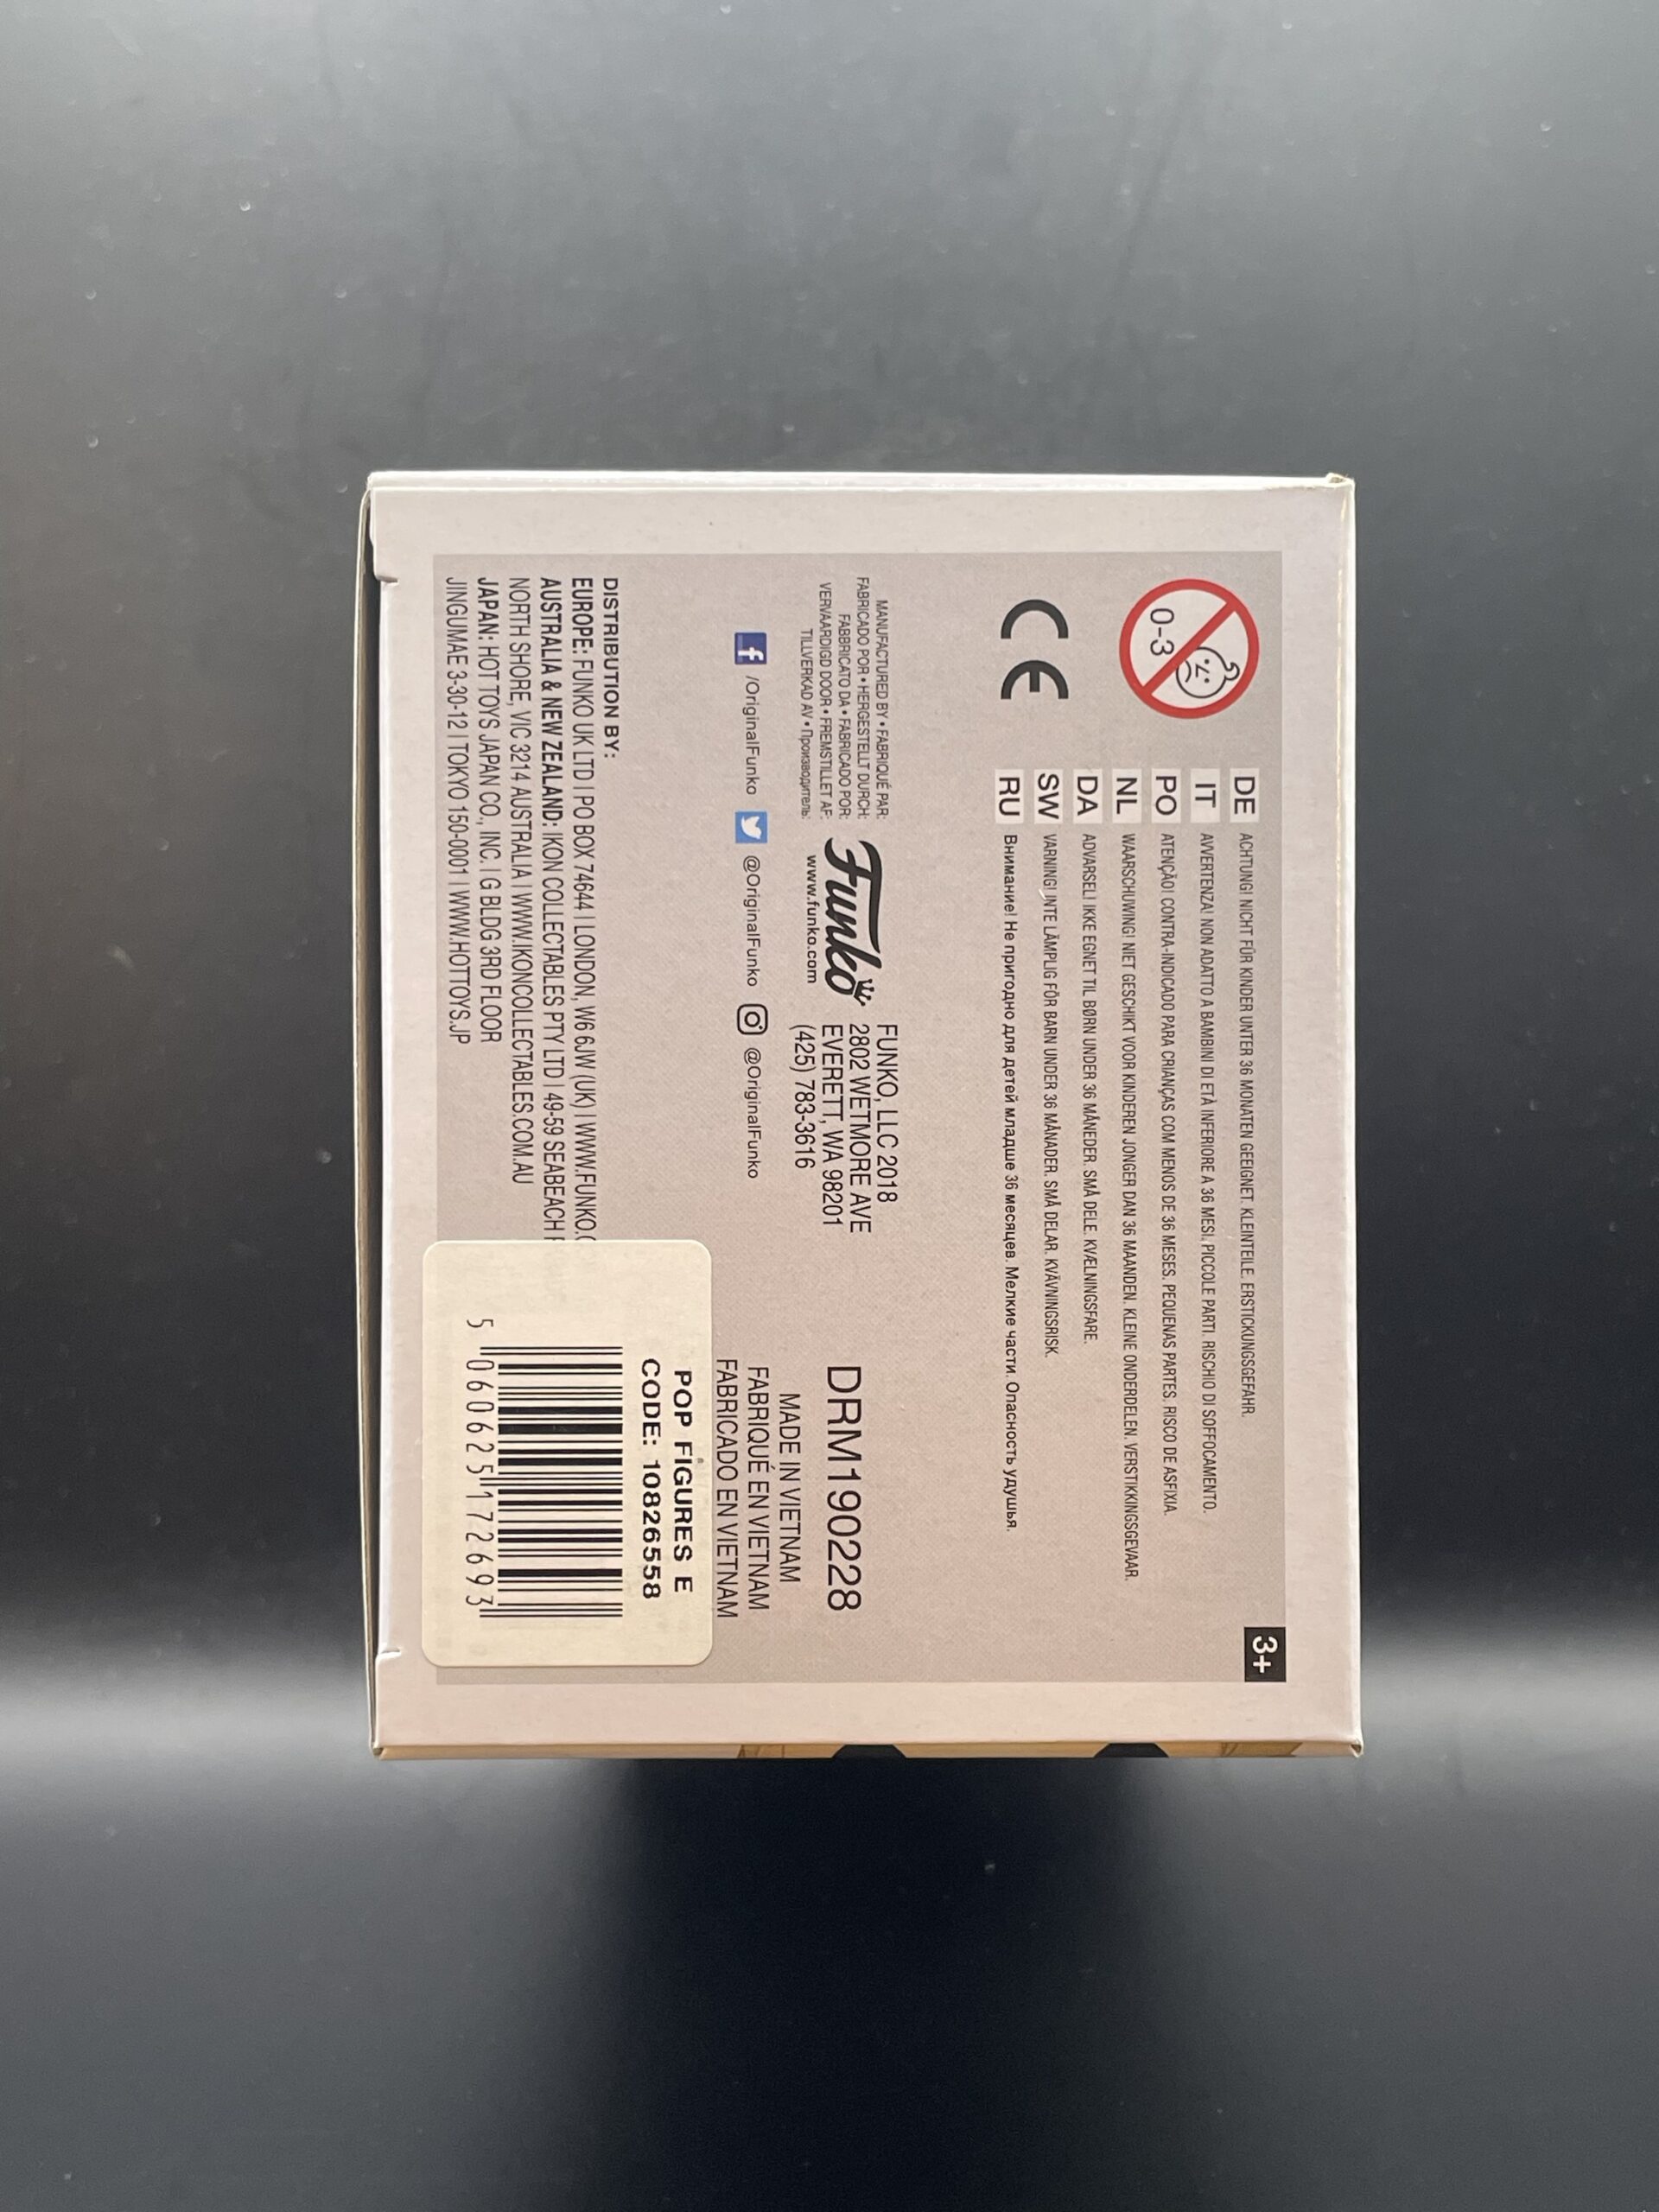 3+
0-3
DE ACHTUNG! NICHT FÜR KINDER UNTER 36 MONATEN GEEIGNET. KLEINTEILE. ERSTICKUNGSGEFAHR.
IT AVVERTENZA! NON ADATTO A BAMBINI DI ETÀ INFERIORE A 36 MESI. PICCOLE PARTI. RISCHIO DI SOFFOCAMENTO.
PO ATENÇÃO! CONTRA-INDICADO PARA CRIANÇAS COM MENOS DE 36 MESES. PEQUENAS PARTES. RISCO DE ASFIXIA.
NL WAARSCHUWING! NIET GESCHIKT VOOR KINDEREN JONGER DAN 36 MAANDEN. KLEINE ONDERDELEN. VERSTIKKINGSGEVAAR.
DA ADVARSEL! IKKE EGNET TIL BØRN UNDER 36 MÅNEDER. SMÅ DELE. KVÆLNINGSFARE.
SW VARNING! INTE LÄMPLIG FÖR BARN UNDER 36 MÅNADER. SMÅ DELAR. KVÄVNINGSRISK.
RU Внимание! Не пригодно для детей младше 36 месяцев. Мелкие части. Опасность удушья.
CE
MANUFACTURED BY • FABRIQUÉ PAR:
FABRICADO POR • HERGESTELLT DURCH:
FABBRICATO DA • FABRICADO POR:
VERVAARDIGD DOOR • FREMSTILLET AF:
TILLVERKAD AV • Производитель:
Funko
www.funko.com
FUNKO, LLC 2018
2802 WETMORE AVE
EVERETT, WA 98201
(425) 783-3616
DRM190228
MADE IN VIETNAM
FABRIQUÉ EN VIETNAM
FABRICADO EN VIETNAM
/OriginalFunko @OriginalFunko @OriginalFunko
DISTRIBUTION BY:
EUROPE: FUNKO UK LTD | PO BOX 74644 | LONDON, W6 6JW (UK) | WWW.FUNKO.
AUSTRALIA & NEW ZEALAND: IKON COLLECTABLES PTY LTD | 49-59 SEABEACH
NORTH SHORE, VIC 3214 AUSTRALIA | WWW.IKONCOLLECTABLES.COM.AU
JAPAN: HOT TOYS JAPAN CO., INC. | G BLDG 3RD FLOOR
JINGUMAE 3-30-12 | TOKYO 150-0001 | WWW.HOTTOYS.JP
POP FIGURES E
CODE: 10826558
5 060625 172693